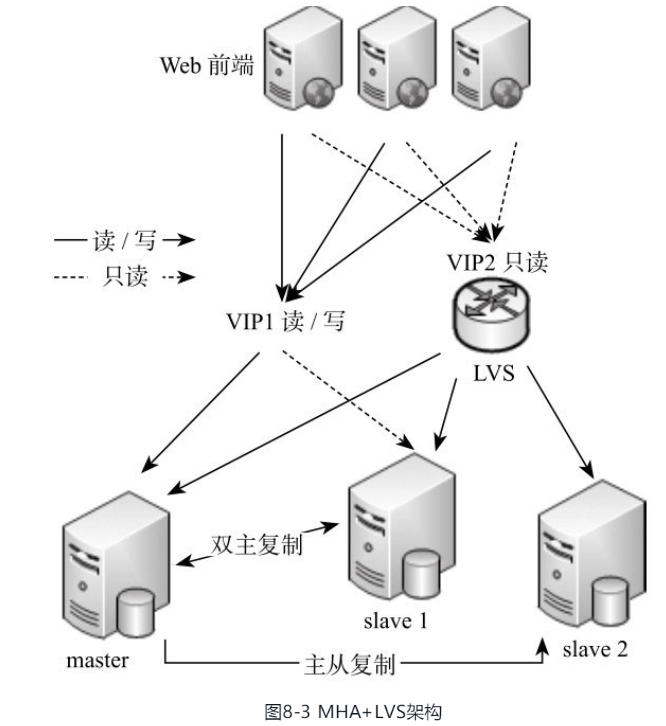 Web 前端
读 / 写
只读
VIP2 只读
VIP1 读 / 写
LVS
双主复制
slave 1
master
slave 2
主从复制
图8-3 MHA+LVS架构